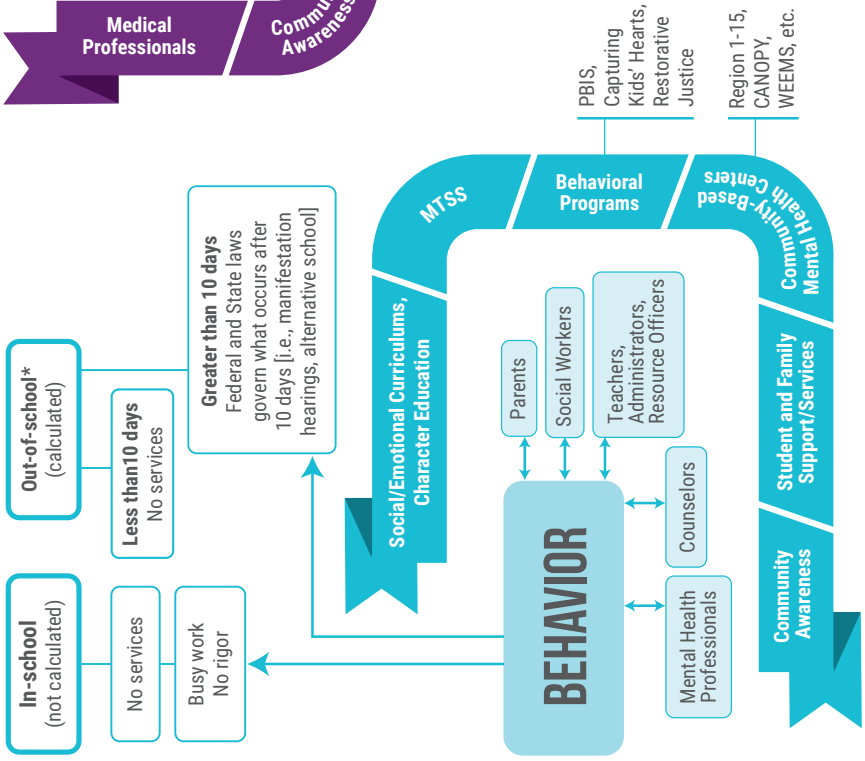 Medical
Professionals
Commu
Awareness
In-school
(not calculated)
No services
Busy work
No rigor
Out-of-school*
(calculated)
Less than10 days
No services
Greater than 10 days
Federal and State laws
govern what occurs after
10 days [i.e., manifestation
hearings, alternative school]
Social/Emotional Curriculums,
Character Education
MTSS
Behavioral
Programs
PBIS,
Capturing
Kids' Hearts,
Restorative
Justice
Community-Based
Mental Health Centers
Region 1-15,
CANOPY,
WEEMS, etc.
Student and Family
Support/Services
Community
Awareness
BEHAVIOR
Parents
Social Workers
Teachers,
Administrators,
Resource Officers
Counselors
Mental Health
Professionals